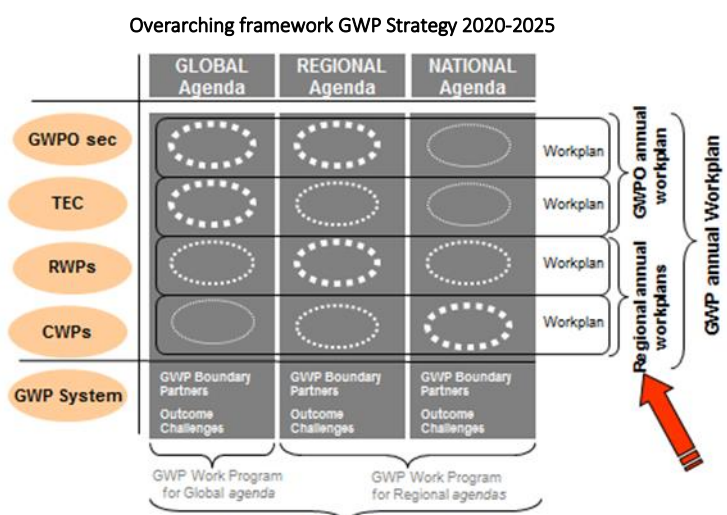 Overarching framework GWP Strategy 2020-2025
GLOBAL
Agenda
REGIONAL
Agenda
NATIONAL
Agenda
GWPO sec
Workplan
TEC
Workplan
RWPs
Workplan
CWPs
Workplan
GWPO annual
workplan
Regional annual
workplans
GWP annual Workplan
GWP System
GWP Boundary
Partners
Outcome
Challenges
GWP Boundary
Partners
Outcome
Challenges
GWP Boundary
Partners
Outcome
Challenges
GWP Work Program
for Global agenda
GWP Work Program
for Regional agendas